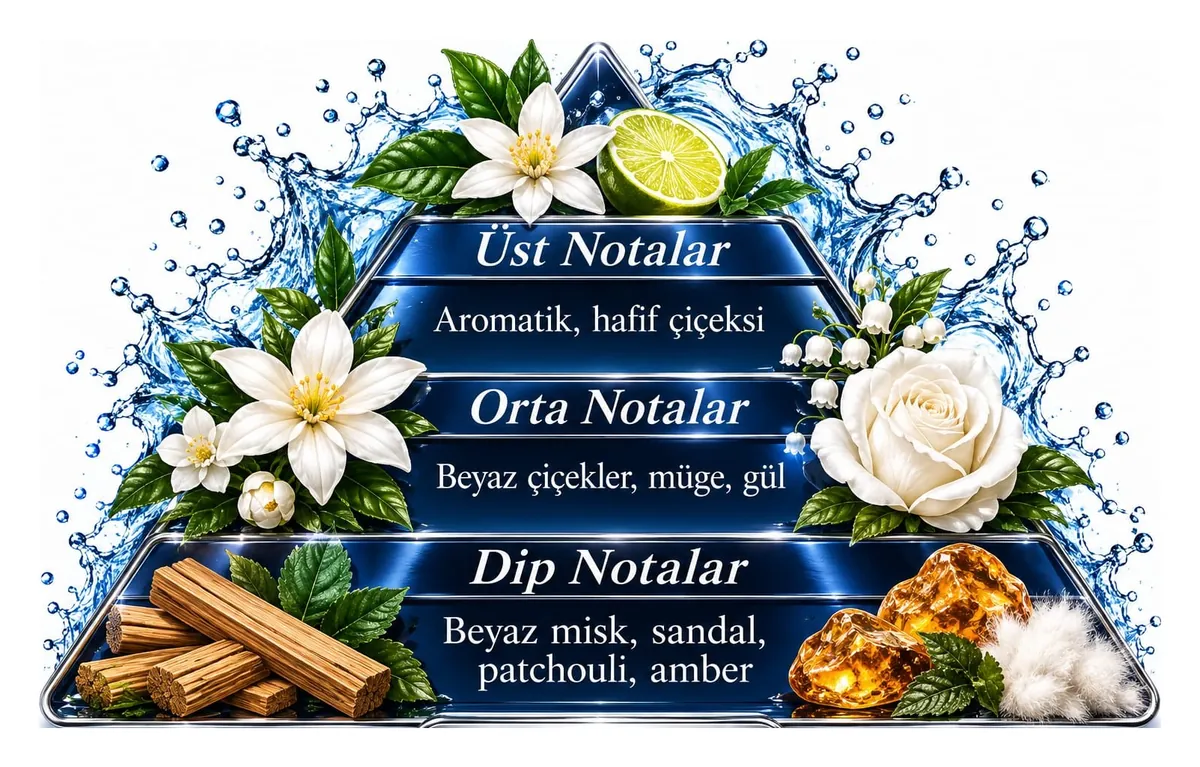 Üst Notalar
Aromatik, hafif çiçeksi
Orta Notalar
Beyaz çiçekler, müge, gül
Dip Notalar
Beyaz misk, sandal,
patchouli, amber